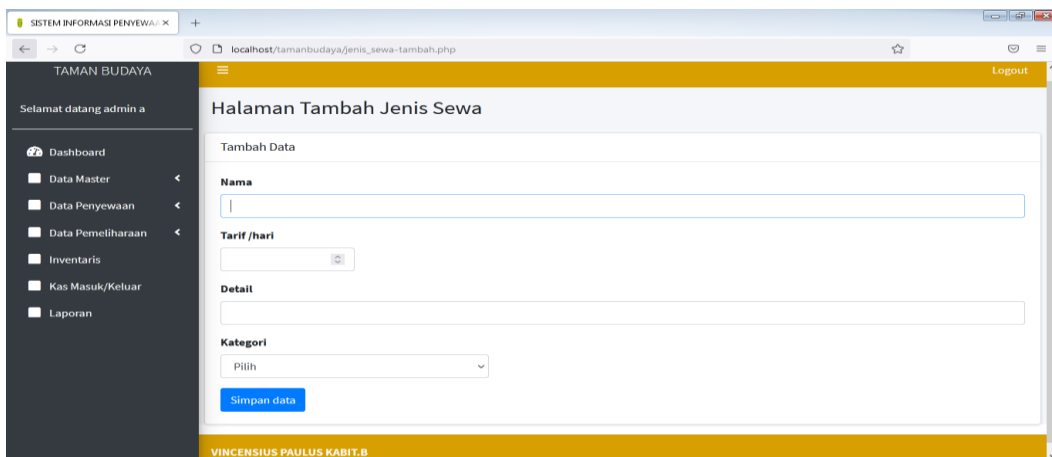 SISTEM INFORMASI PENYEWAA
localhost/tamanbudaya/jenis_sewa-tambah.php
TAMAN BUDAYA
Logout
Selamat datang admin a
Dashboard
Data Master
Data Penyewaan
Data Pemeliharaan
Inventaris
Kas Masuk/Keluar
Laporan
Halaman Tambah Jenis Sewa
Tambah Data
Nama
Tarif /hari
Detail
Kategori
Pilih
Simpan data
VINCENSIUS PAULUS KABIT.B